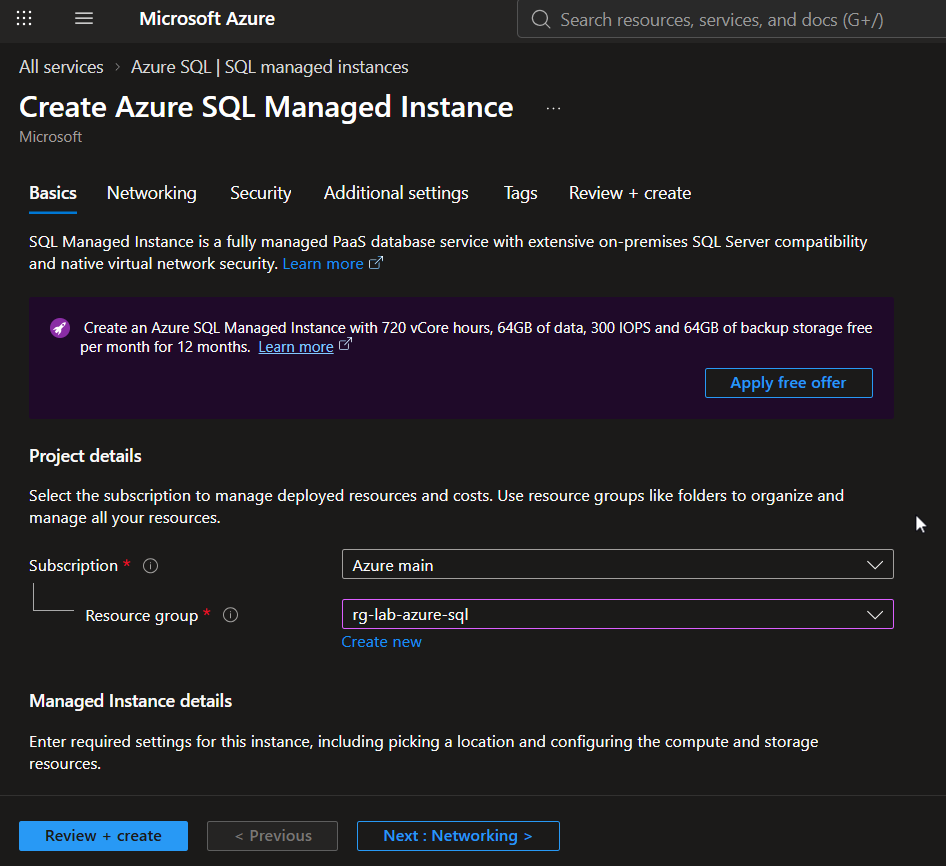 Microsoft Azure
Search resources, services, and docs (G+/)
All services > Azure SQL | SQL managed instances
Create Azure SQL Managed Instance ...
Microsoft
Basics Networking Security Additional settings Tags Review + create
SQL Managed Instance is a fully managed PaaS database service with extensive on-premises SQL Server compatibility
and native virtual network security. Learn more
Create an Azure SQL Managed Instance with 720 vCore hours, 64GB of data, 300 IOPS and 64GB of backup storage free
per month for 12 months. Learn more
Apply free offer
Project details
Select the subscription to manage deployed resources and costs. Use resource groups like folders to organize and
manage all your resources.
Subscription * Azure main
Resource group * rg-lab-azure-sql
Create new
Managed Instance details
Enter required settings for this instance, including picking a location and configuring the compute and storage
resources.
Review + create < Previous Next : Networking >